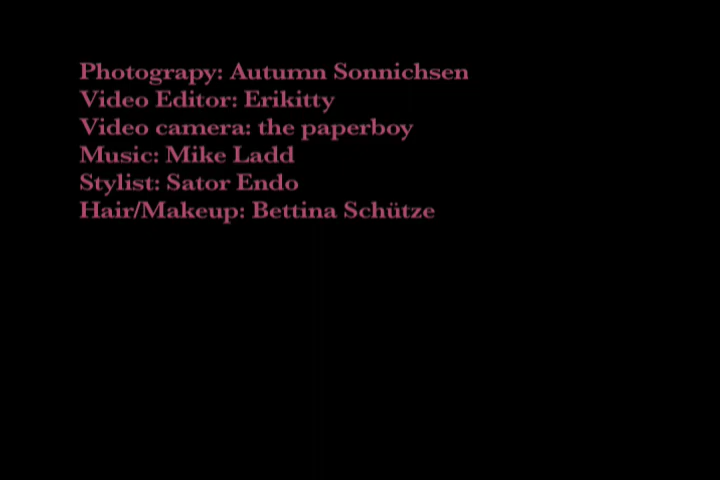 Photograpy: Autumn Sonnichsen
Video Editor: Erikitty
Video camera: the paperboy
Music: Mike Ladd
Stylist: Sator Endo
Hair/Makeup: Bettina Schütze